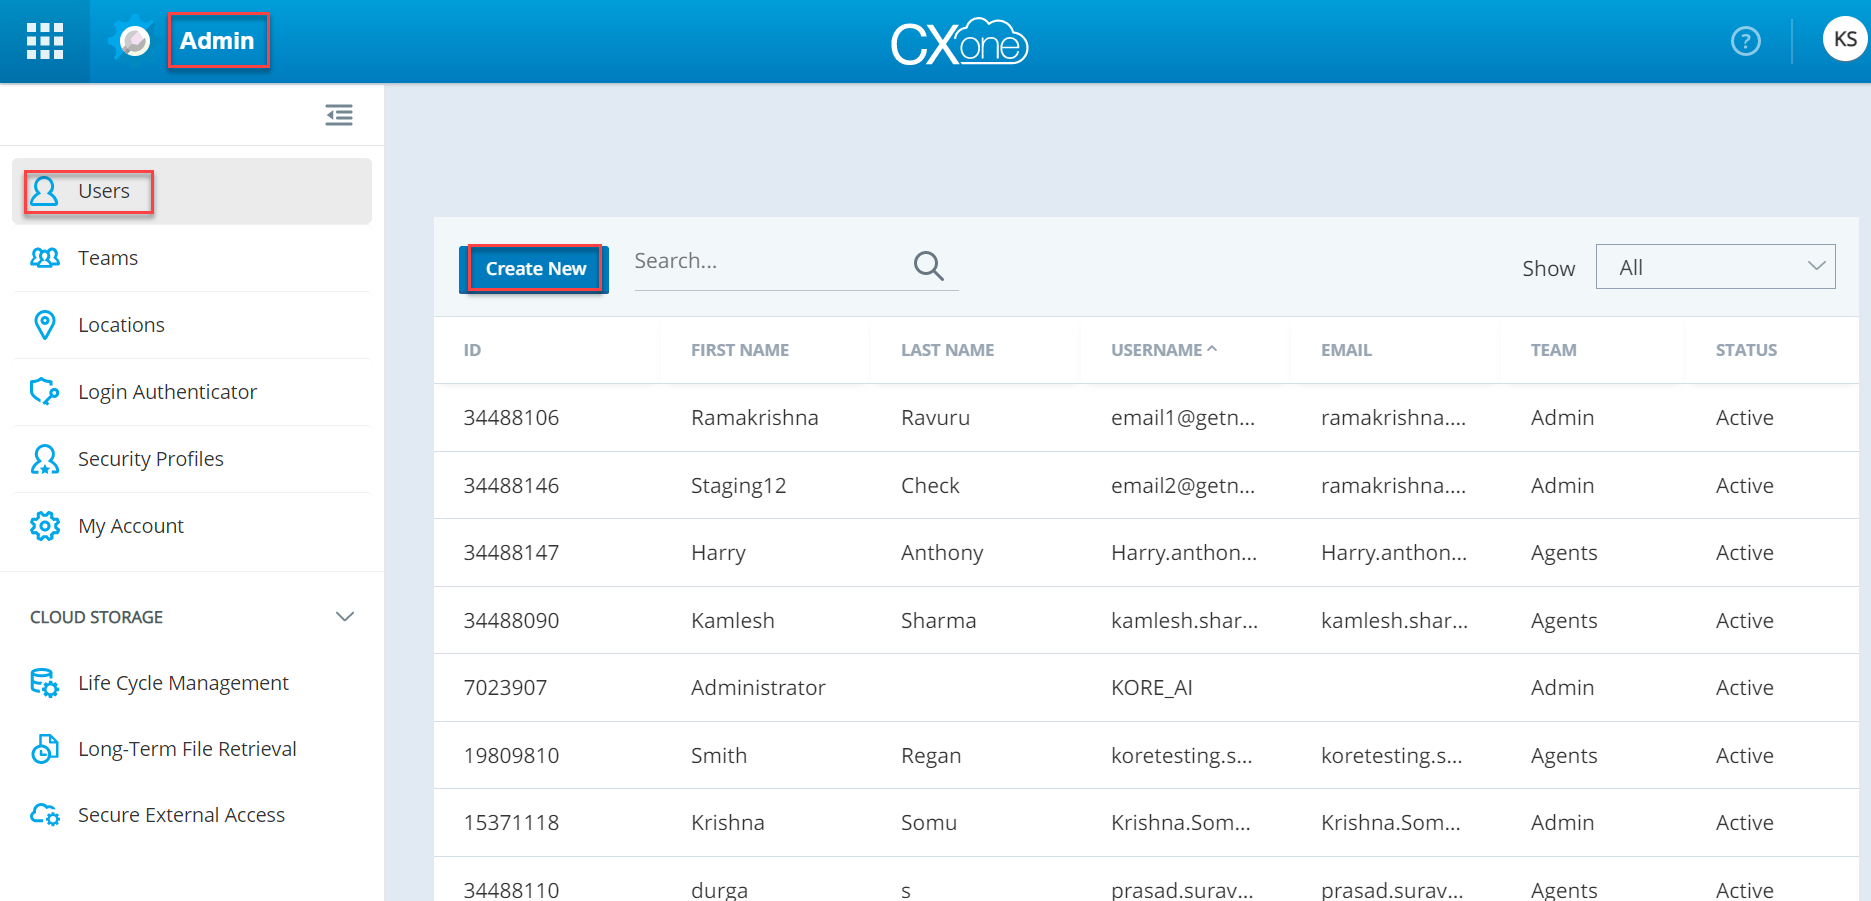 Admin
CXone
?
KS
Users
Teams
Locations
Login Authenticator
Security Profiles
My Account
CLOUD STORAGE
Life Cycle Management
Long-Term File Retrieval
Secure External Access
Create New
Search...
Show
All
ID FIRST NAME LAST NAME USERNAME EMAIL TEAM STATUS
34488106 Ramakrishna Ravuru email1@getn... ramakrishna.... Admin Active
34488146 Staging12 Check email2@getn... ramakrishna.... Admin Active
34488147 Harry Anthony Harry.anthon... Harry.anthon... Agents Active
34488090 Kamlesh Sharma kamlesh.shar... kamlesh.shar... Agents Active
7023907 Administrator KORE_AI Admin Active
19809810 Smith Regan koretesting.s... koretesting.s... Agents Active
15371118 Krishna Somu Krishna.Som... Krishna.Som... Admin Active
34488110 durga s prasad.surav... prasad.surav... Agents Active